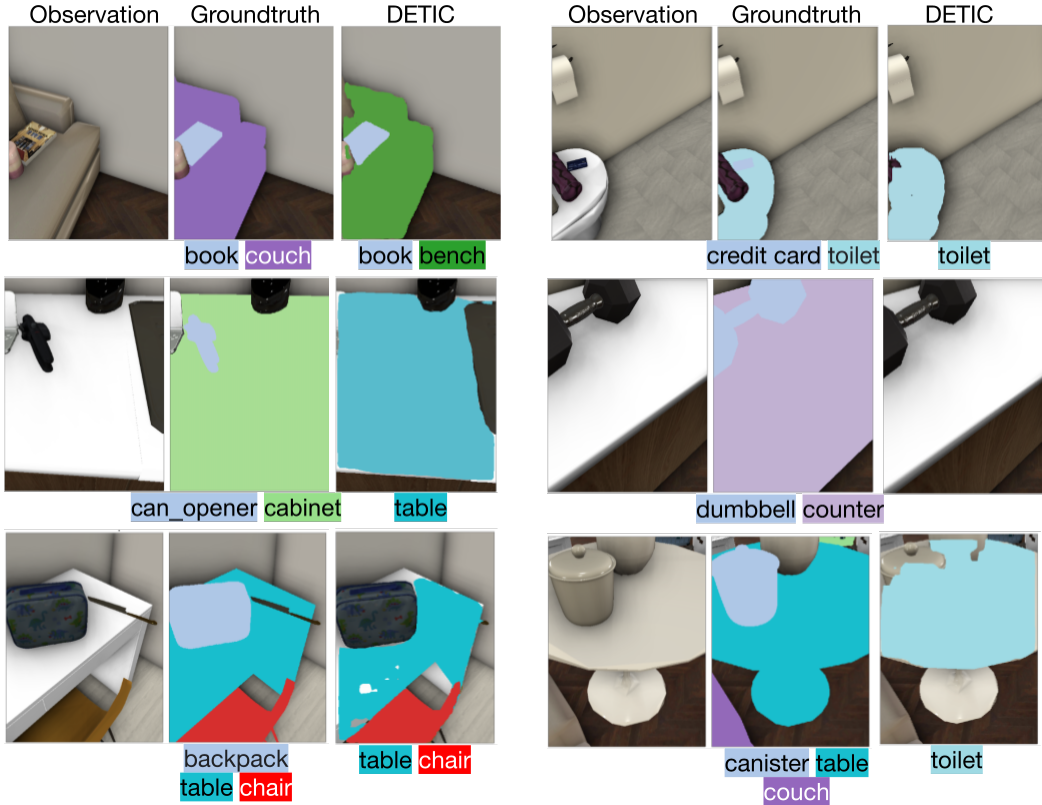 Observation Groundtruth DETIC Observation Groundtruth DETIC
book couch book bench credit card toilet toilet
can_opener cabinet table dumbbell counter
backpack table chair canister table toilet
table chair couch